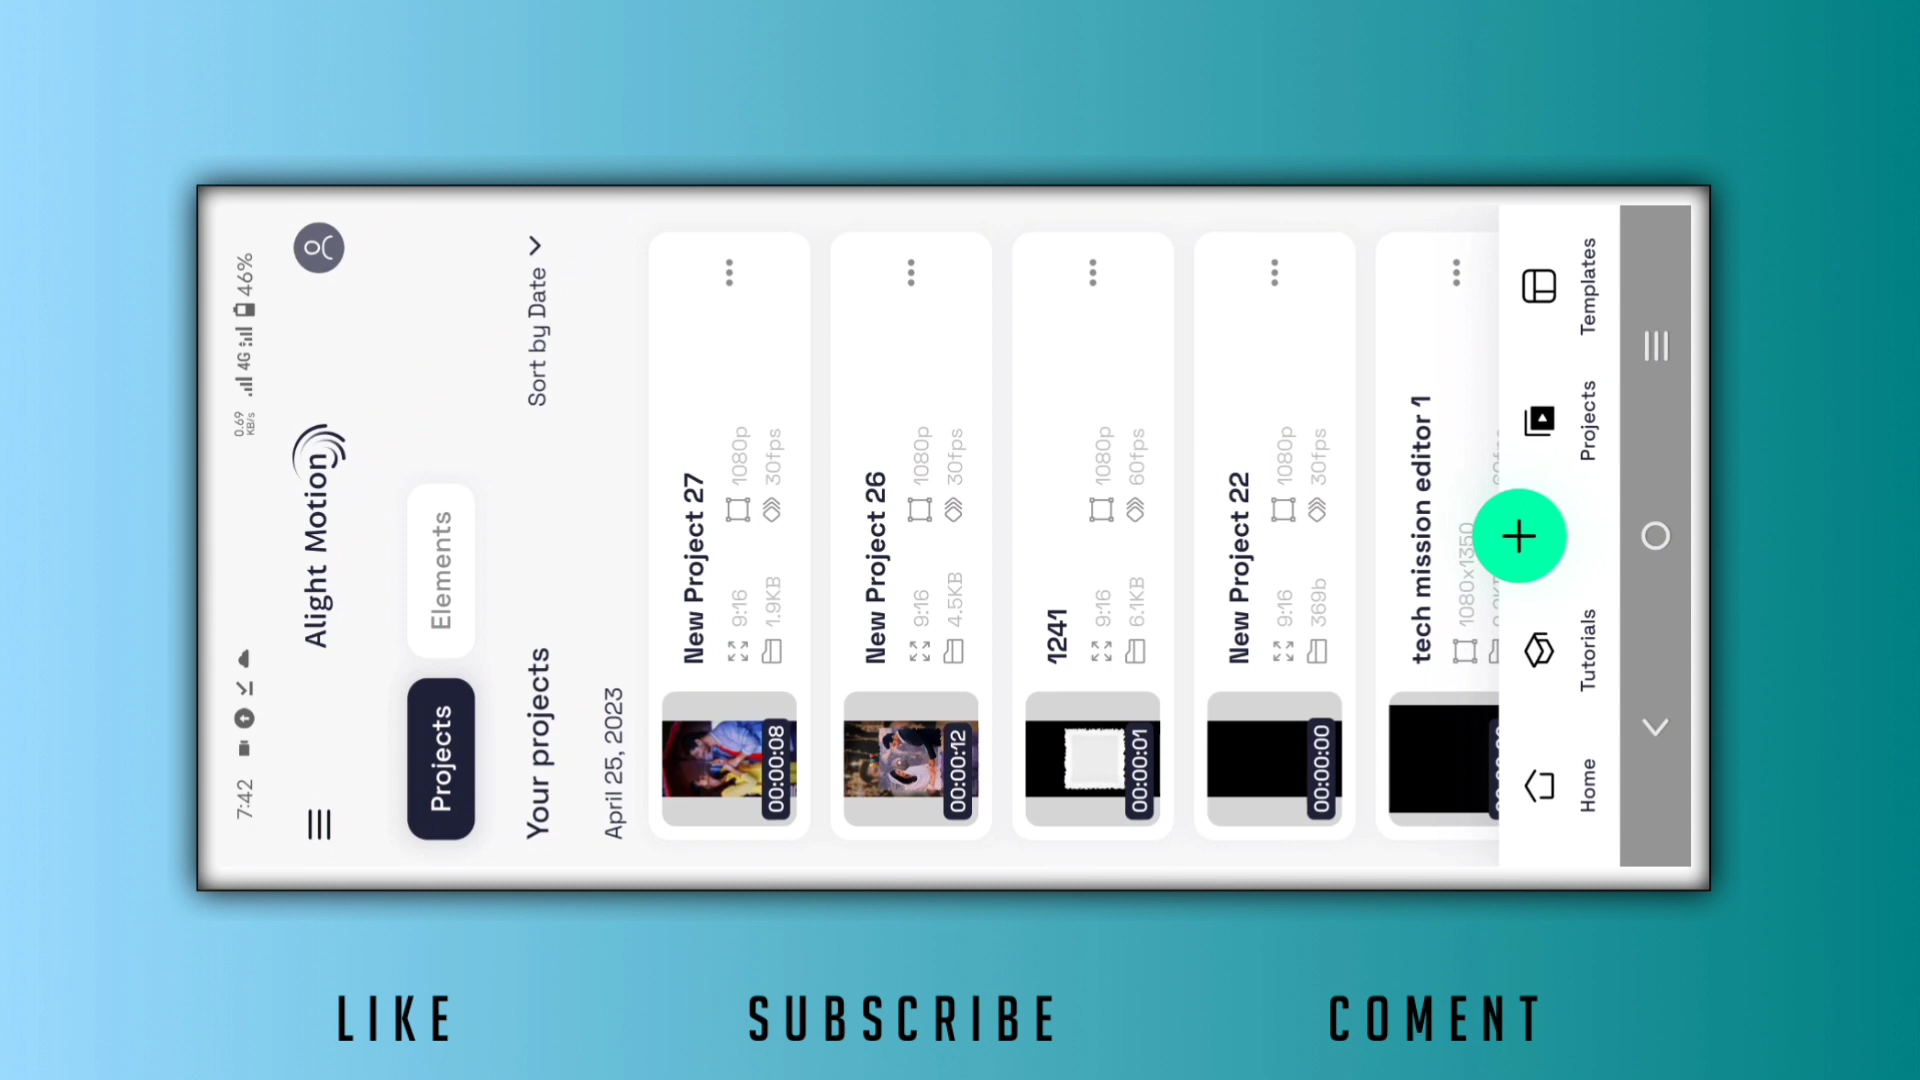 7:42
0.69 KB/s 4G 46%
Alight Motion
Projects Elements
Your projects Sort by Date
April 25, 2023
New Project 27
9:16 1080p
1.9KB 30fps
00:00:08
New Project 26
9:16 1080p
4.5KB 30fps
00:00:12
1241
9:16 1080p
6.1KB 60fps
00:00:01
New Project 22
9:16 1080p
369b 30fps
00:00:00
tech mission editor 1
1080x1350
Home Tutorials Projects Templates
LIKE SUBSCRIBE COMENT